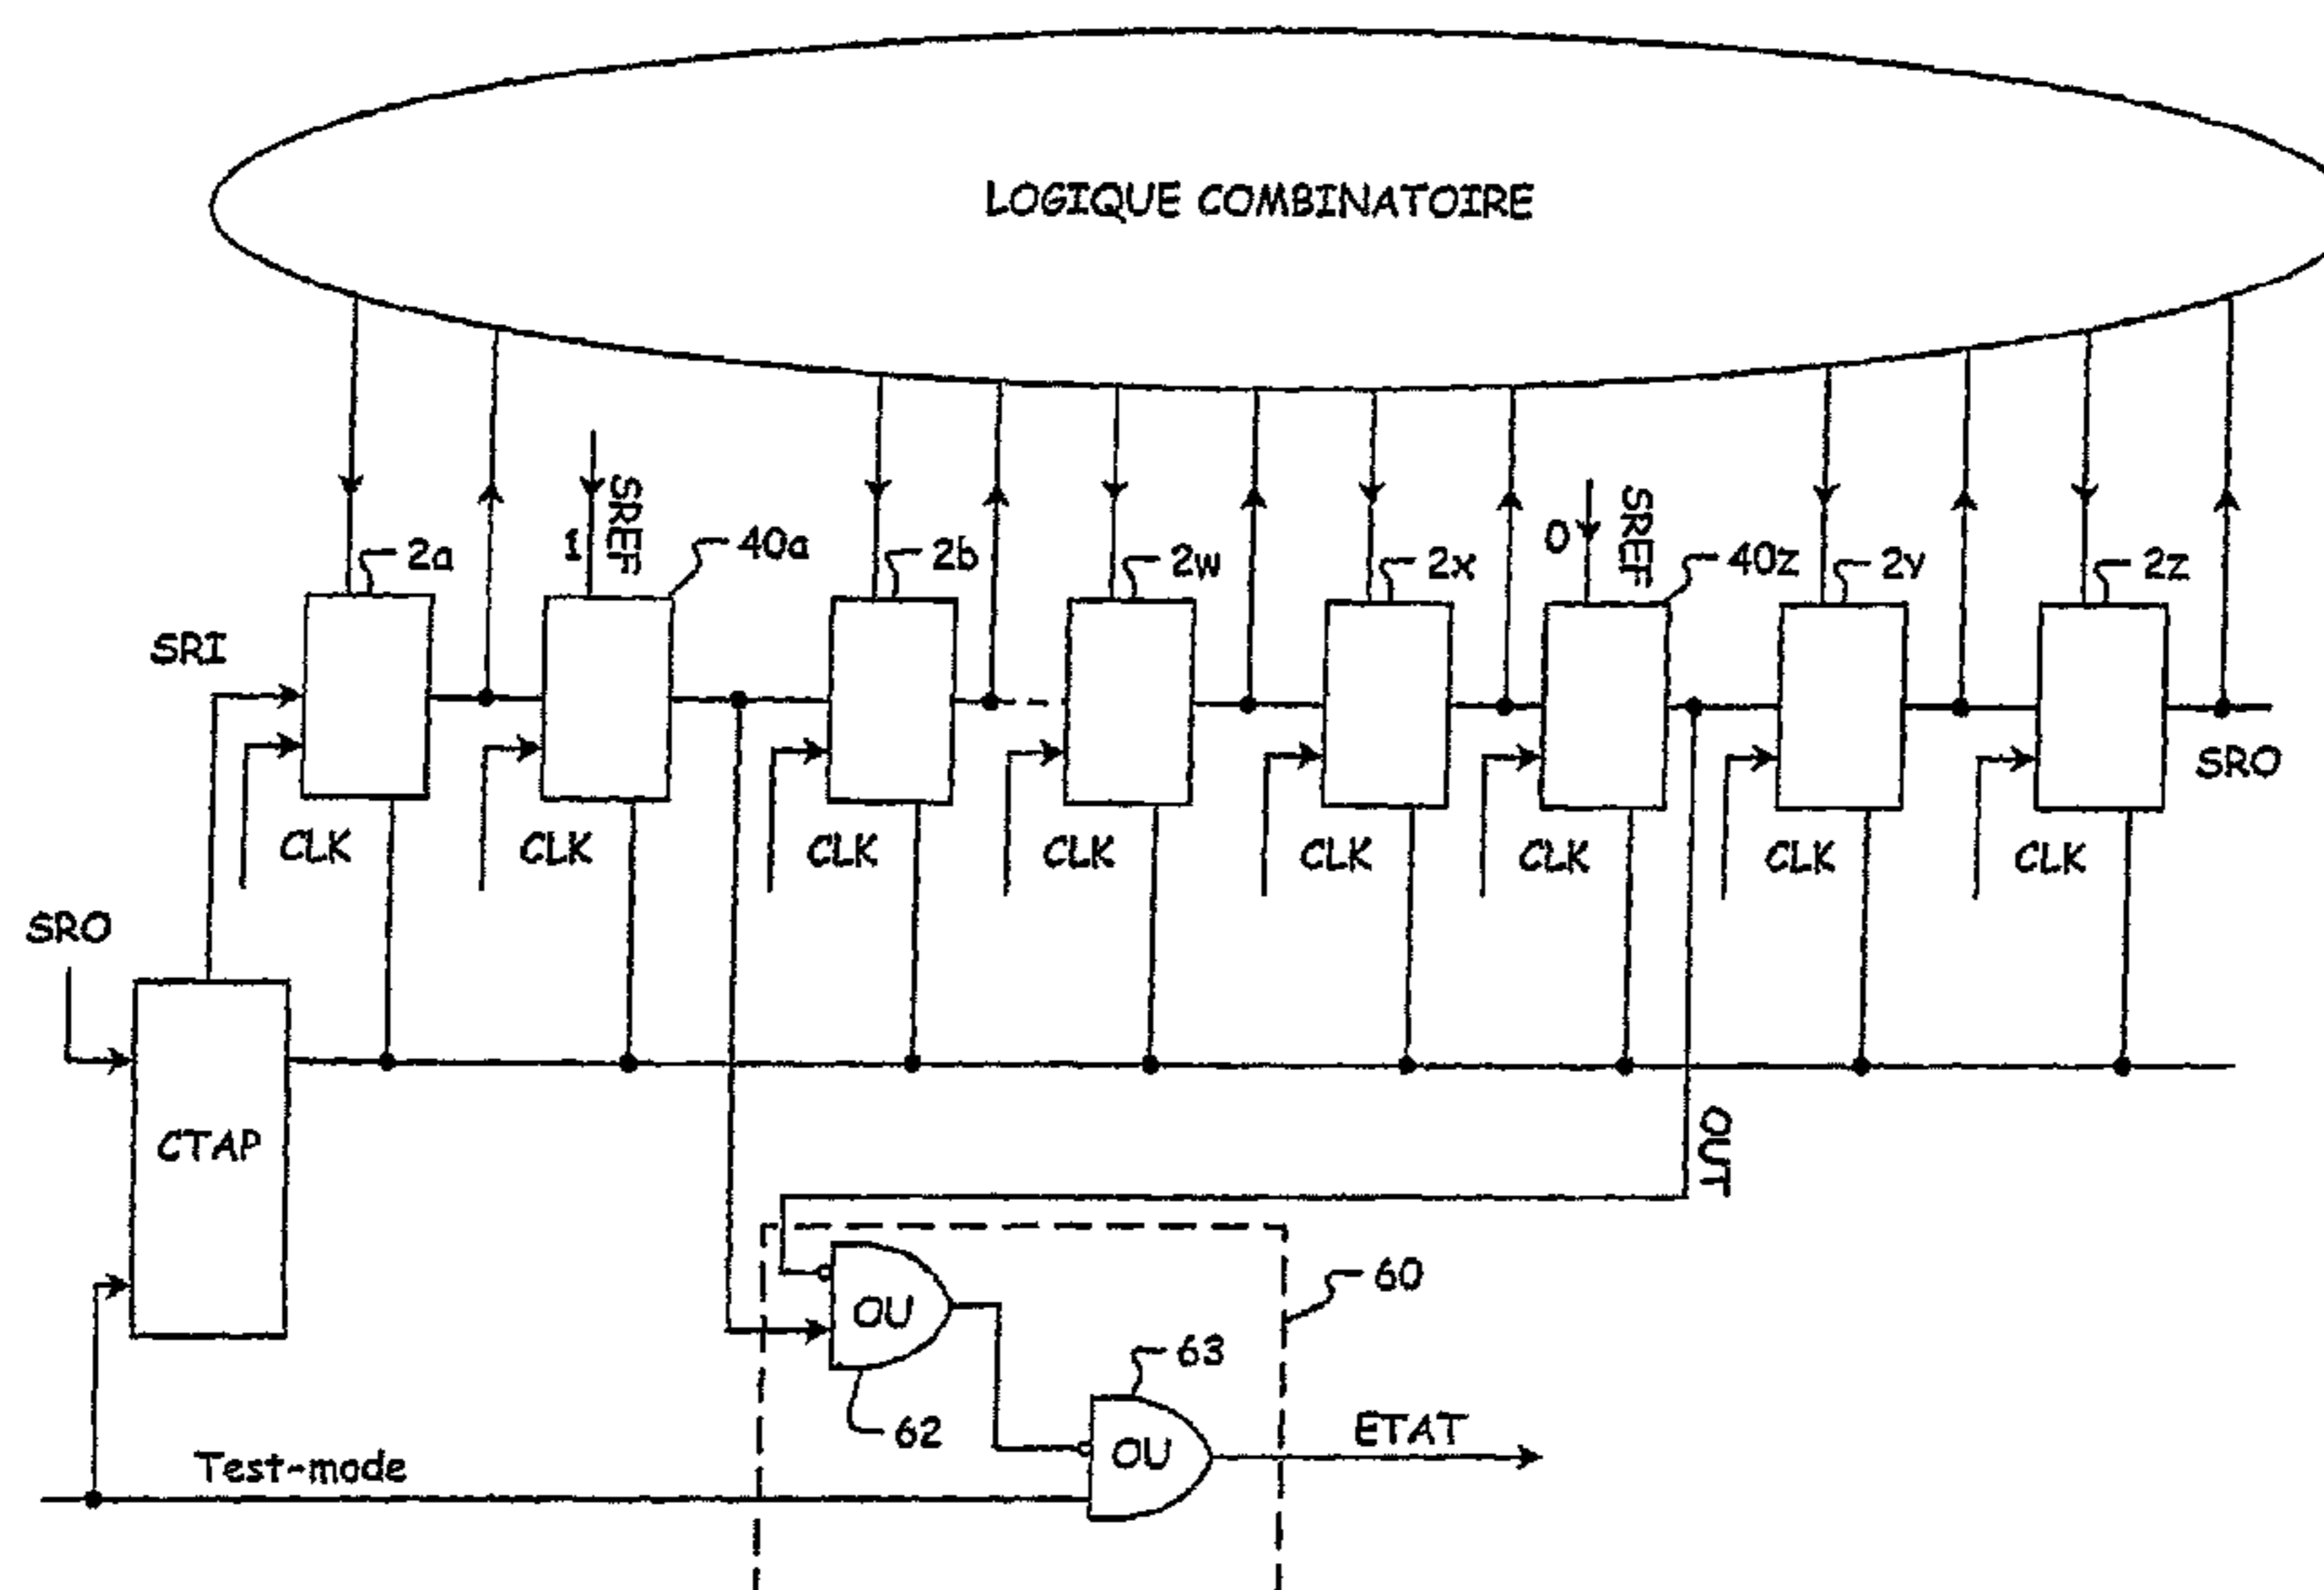 LOGIQUE COMBINATOIRE
SREF
SREF
1
0
2a
40a
2b
2w
2x
40z
2y
2z
SRI
SRO
CLK
CLK
CLK
CLK
CLK
CLK
CLK
CLK
SRO
CTAP
OUT
60
OU
63
62
OU
ETAT
Test-mode